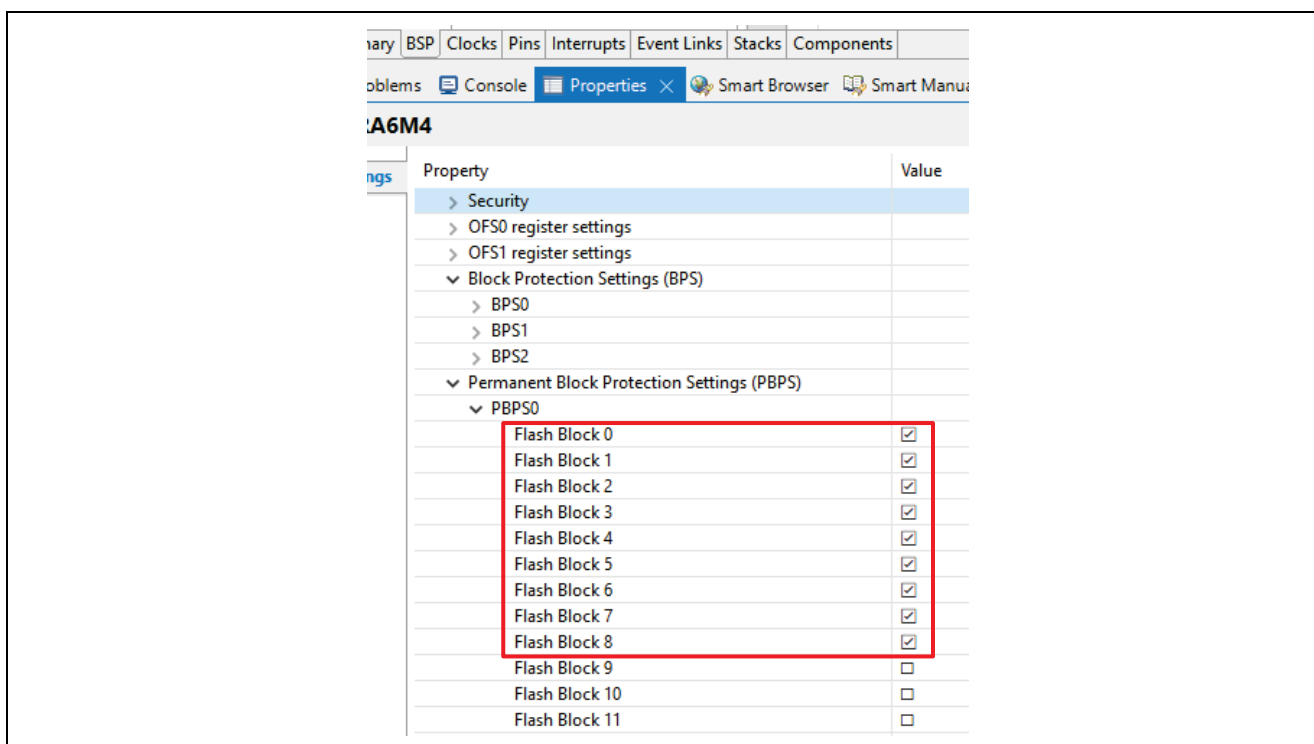 nary BSP Clocks Pins Interrupts Event Links Stacks Components
oblems Console Properties Smart Browser Smart Manua
RA6M4
ngs Property Value
Security
OFS0 register settings
OFS1 register settings
Block Protection Settings (BPS)
BPS0
BPS1
BPS2
Permanent Block Protection Settings (PBPS)
PBPS0
Flash Block 0
Flash Block 1
Flash Block 2
Flash Block 3
Flash Block 4
Flash Block 5
Flash Block 6
Flash Block 7
Flash Block 8
Flash Block 9
Flash Block 10
Flash Block 11